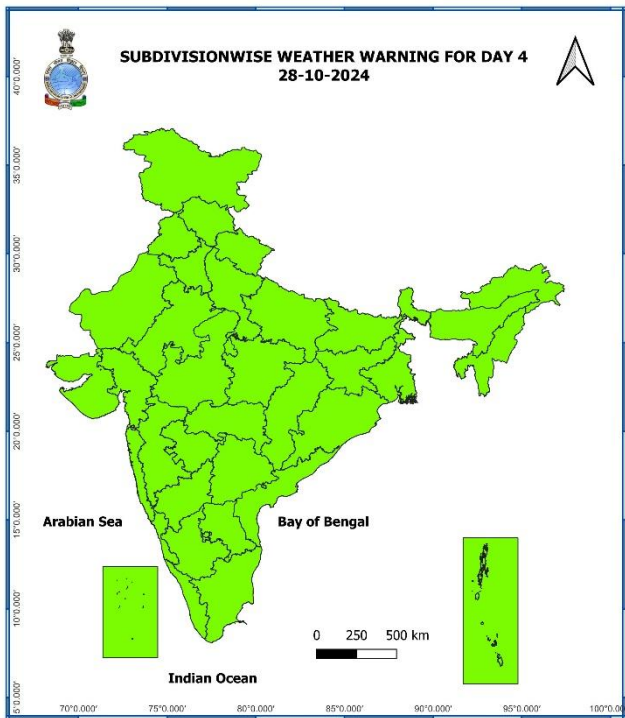 SUBDIVISIONWISE WEATHER WARNING FOR DAY 4
28-10-2024
40°0.000'
35°0.000'
30°0.000'
25°0.000'
20°0.000'
15°0.000'
10°0.000'
5°0.000'
Arabian Sea
Bay of Bengal
0 250 500 km
Indian Ocean
70°0.000' 75°0.000' 80°0.000' 85°0.000' 90°0.000' 95°0.000'